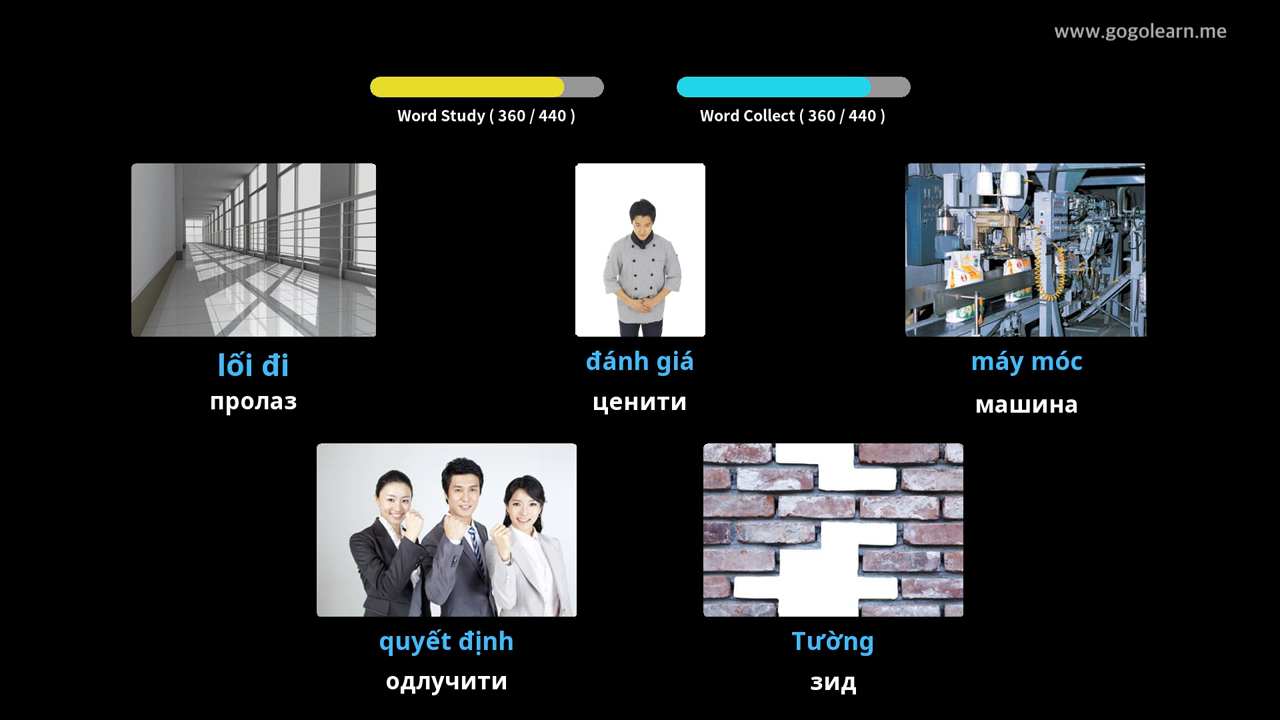 www.gogolearn.me
Word Study ( 360 / 440 )
Word Collect ( 360 / 440 )
lối đi
пролаз
đánh giá
ценити
máy móc
машина
quyết định
одлучити
Tường
зид